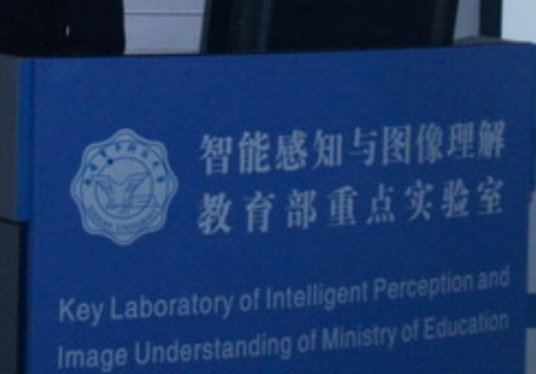 智能感知与图像理解
教育部重点实验室
Key Laboratory of Intelligent Perception and
Image Understanding of Ministry of Education